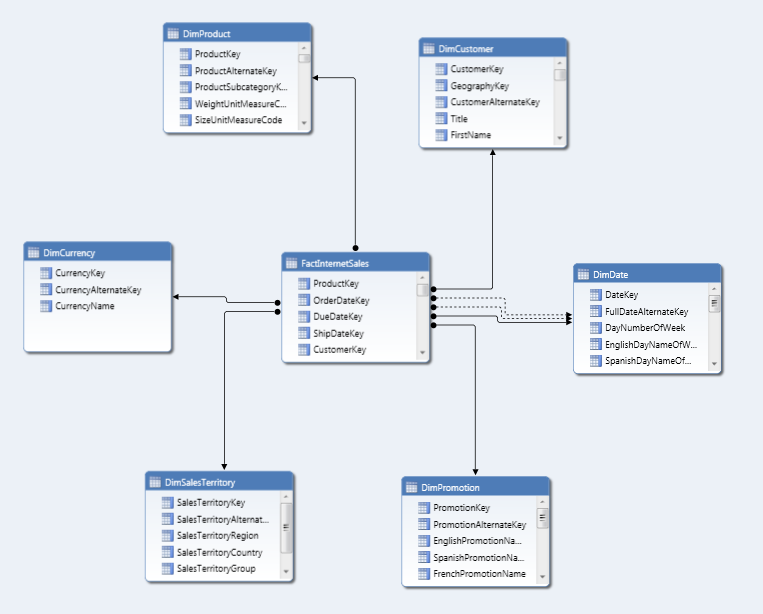 DimProduct
ProductKey
ProductAlternateKey
ProductSubcategoryK...
WeightUnitMeasureC...
SizeUnitMeasureCode
DimCustomer
CustomerKey
GeographyKey
CustomerAlternateKey
Title
FirstName
DimCurrency
CurrencyKey
CurrencyAlternateKey
CurrencyName
FactInternetSales
ProductKey
OrderDateKey
DueDateKey
ShipDateKey
CustomerKey
DimDate
DateKey
FullDateAlternateKey
DayNumberOfWeek
EnglishDayNameOfW...
SpanishDayNameOf...
DimSalesTerritory
SalesTerritoryKey
SalesTerritoryAlternat...
SalesTerritoryRegion
SalesTerritoryCountry
SalesTerritoryGroup
DimPromotion
PromotionKey
PromotionAlternateKey
EnglishPromotionNa...
SpanishPromotionNa...
FrenchPromotionName